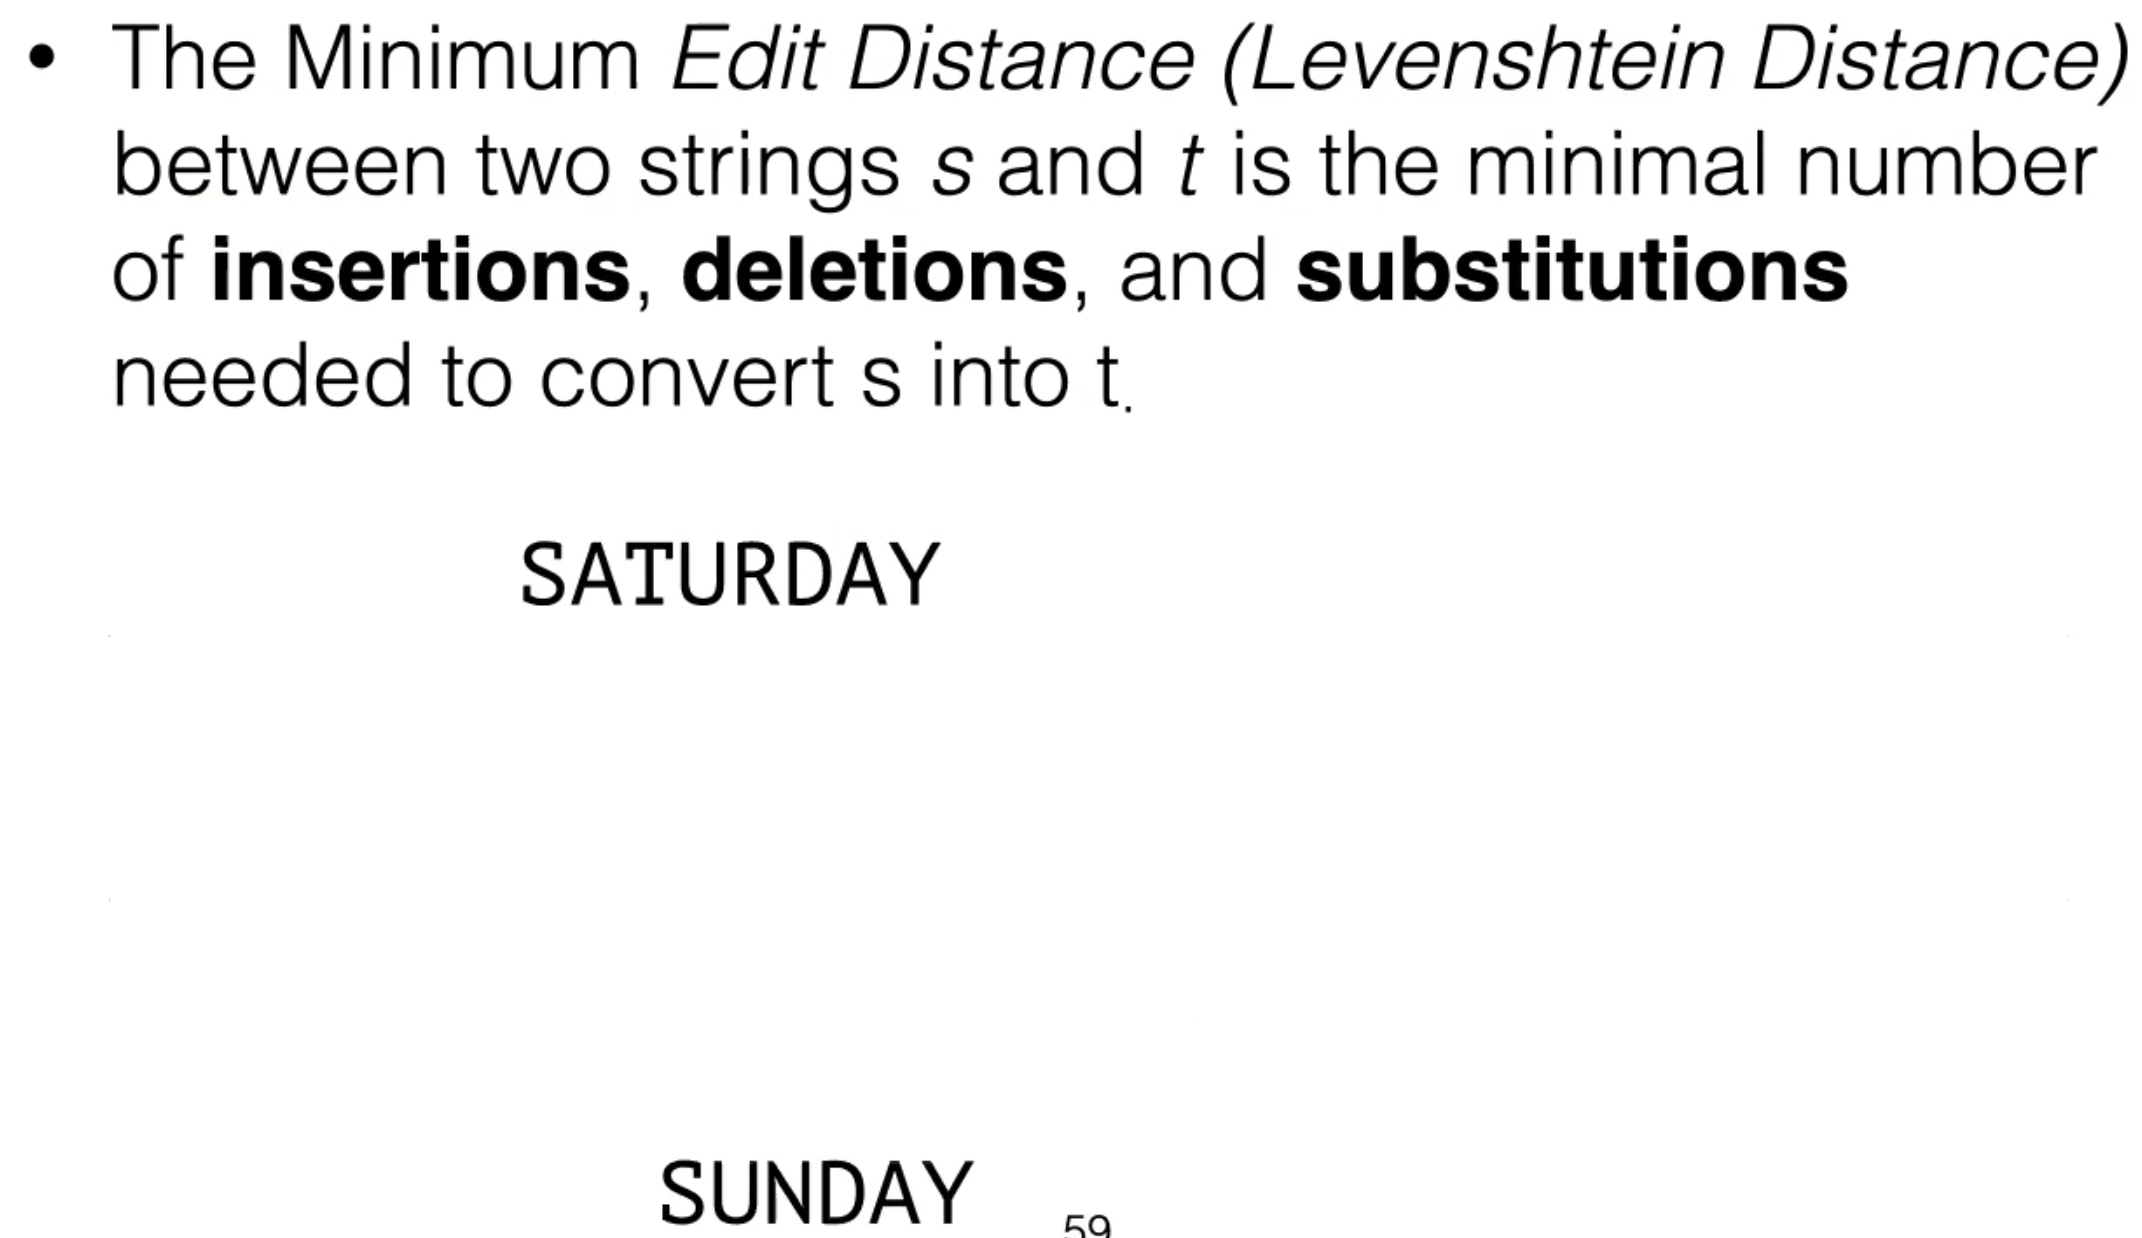 • The Minimum Edit Distance (Levenshtein Distance)
between two strings s and t is the minimal number
of insertions, deletions, and substitutions
needed to convert s into t.
SATURDAY
SUNDAY
59